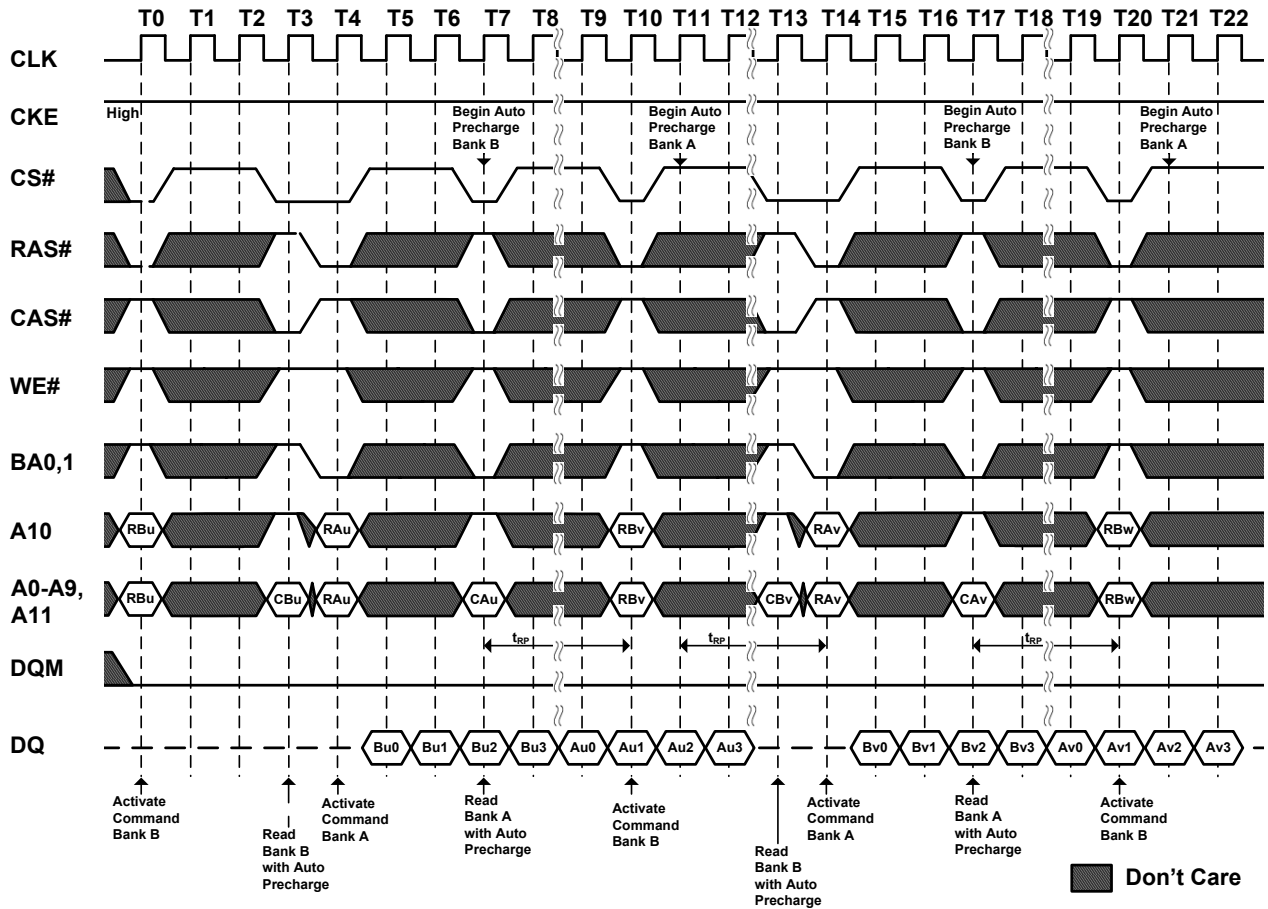 T0 T1 T2 T3 T4 T5 T6 T7 T8 T9 T10 T11 T12 T13 T14 T15 T16 T17 T18 T19 T20 T21 T22
CLK
CKE
High
Begin Auto
Precharge
Bank B
Begin Auto
Precharge
Bank A
Begin Auto
Precharge
Bank B
Begin Auto
Precharge
Bank A
CS#
RAS#
CAS#
WE#
BA0,1
A10
RBu RAu RBv RAv RBw
A0-A9,
A11
RBu CBu RAu CAu RBv CBv RAv CAv RBw
tRP tRP tRP
DQM
DQ
Bu0 Bu1 Bu2 Bu3 Au0 Au1 Au2 Au3 Bv0 Bv1 Bv2 Bv3 Av0 Av1 Av2 Av3
Activate
Command
Bank B
Read
Bank B
with Auto
Precharge
Activate
Command
Bank A
Read
Bank A
with Auto
Precharge
Activate
Command
Bank B
Read
Bank B
with Auto
Precharge
Activate
Command
Bank A
Read
Bank A
with Auto
Precharge
Activate
Command
Bank B
Don't Care